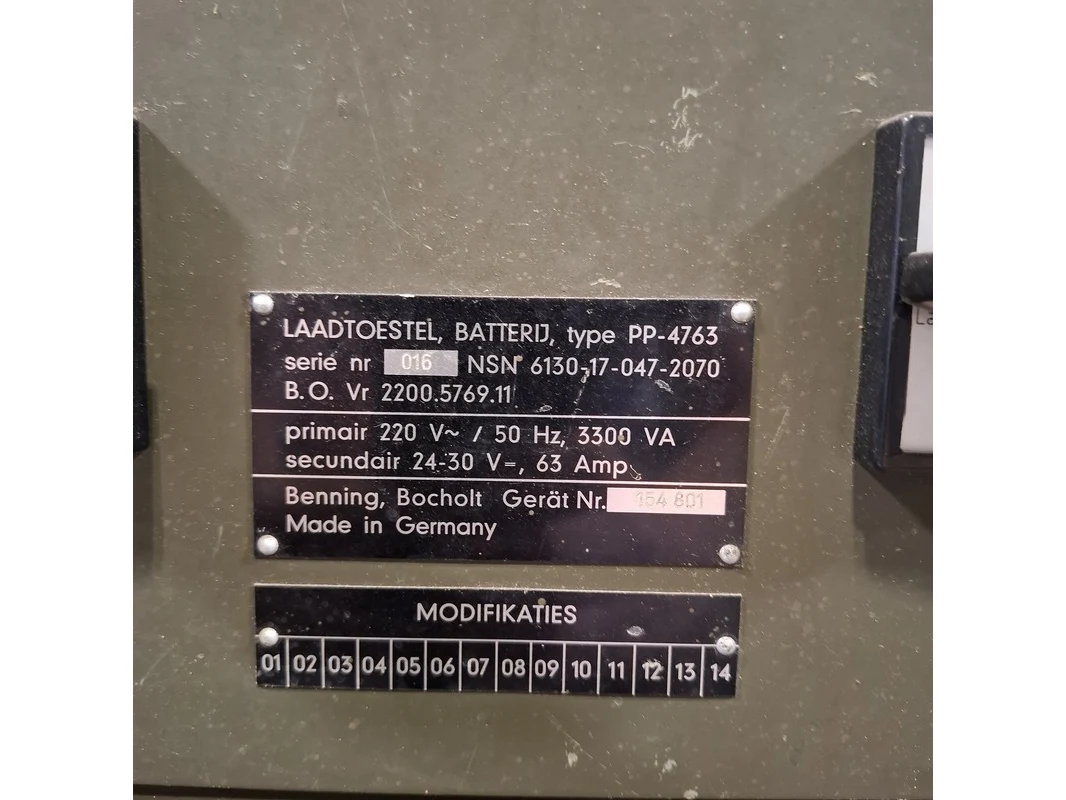 LAADTOESTEL, BATTERIJ, type PP-4763
serie nr 016 NSN 6130-17-047-2070
B.O. Vr 2200.5769.11
primair 220 V~ / 50 Hz, 3300 VA
secundair 24-30 V=, 63 Amp
Benning, Bocholt Gerät Nr. 154 801
Made in Germany
MODIFIKATIES
01 02 03 04 05 06 07 08 09 10 11 12 13 14
La